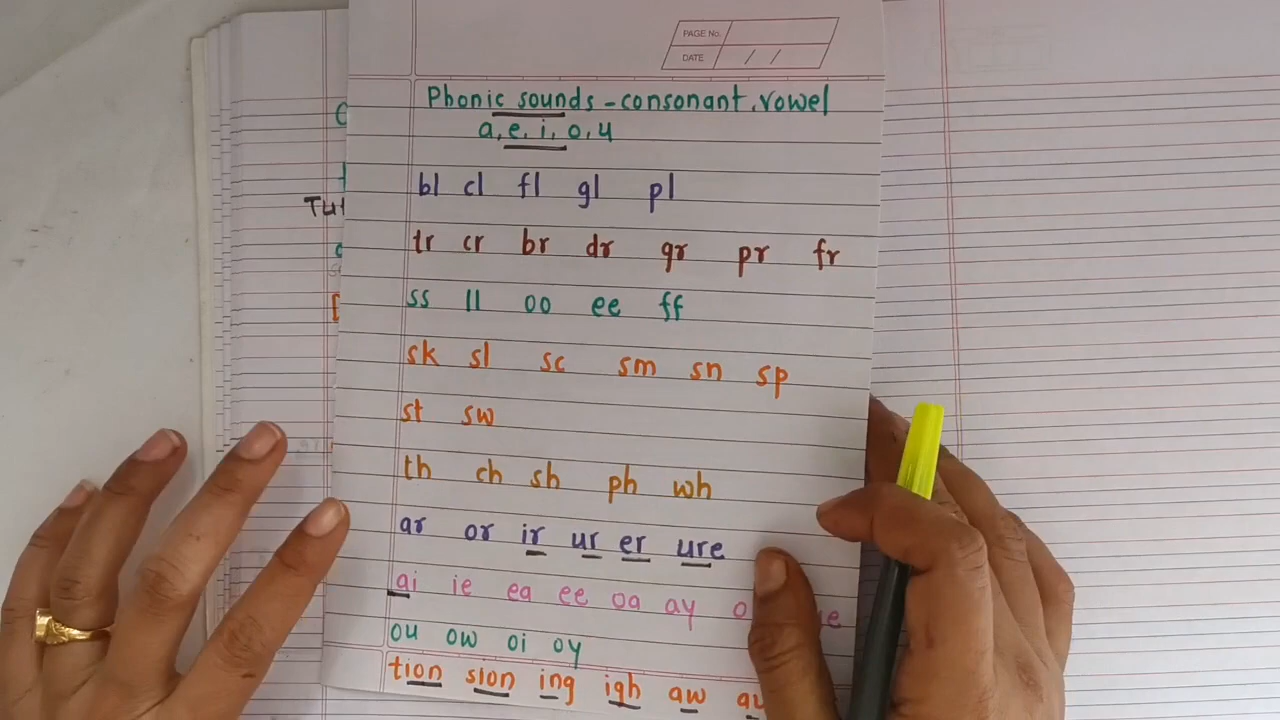 PAGE No.
DATE / /
Phonic sounds - consonant, vowel
a, e, i, o, u
bl cl fl gl pl
tr cr br dr gr pr fr
ss ll oo ee ff
sk sl sc sm sn sp
st sw
th ch sh ph wh
ar or ir ur er ure
ai ie ea ee oa ay
ou ow oi oy
tion sion ing igh aw